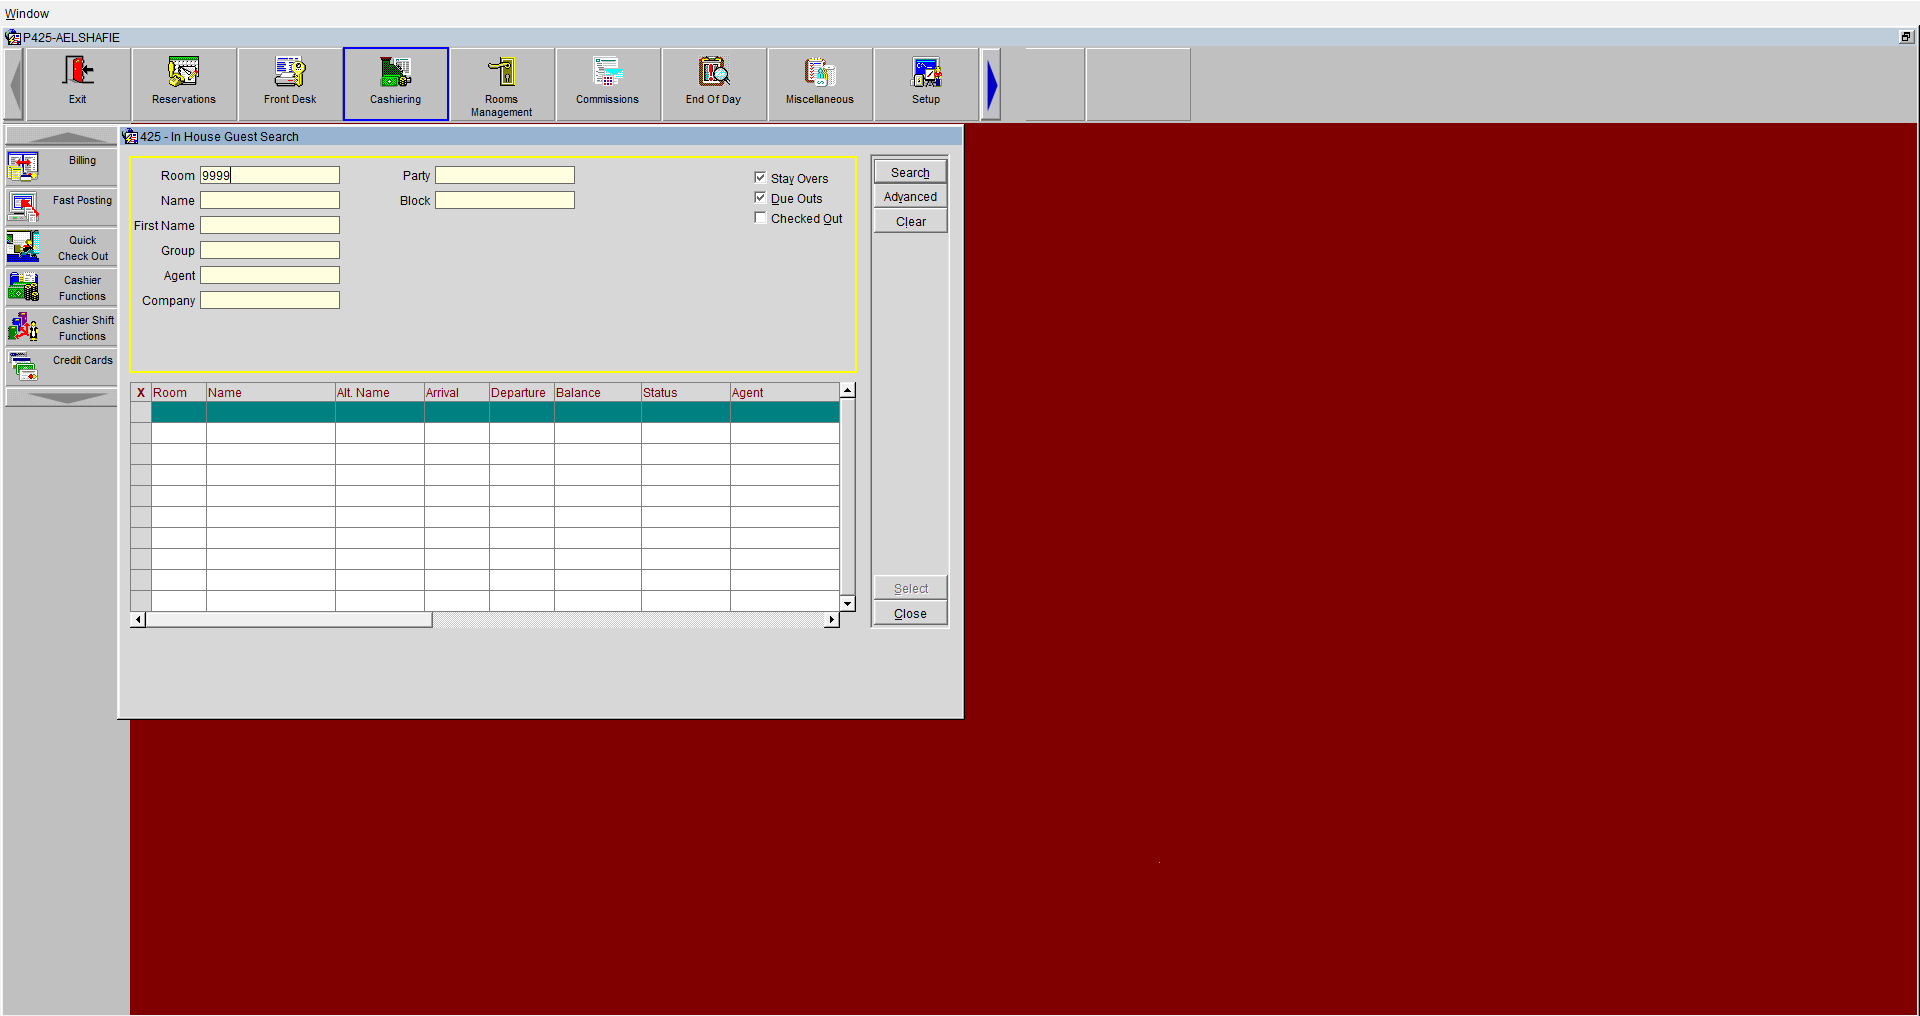 Window
P425-AELSHAFIE
Exit
Reservations
Front Desk
Cashiering
Rooms
Management
Commissions
End Of Day
Miscellaneous
Setup
Billing
Fast Posting
Quick
Check Out
Cashier
Functions
Cashier Shift
Functions
Credit Cards
425 - In House Guest Search
Room 9999
Name
First Name
Group
Agent
Company
Party
Block
Stay Overs
Due Outs
Checked Out
Search
Advanced
Clear
X Room Name Alt. Name Arrival Departure Balance Status Agent
Select
Close